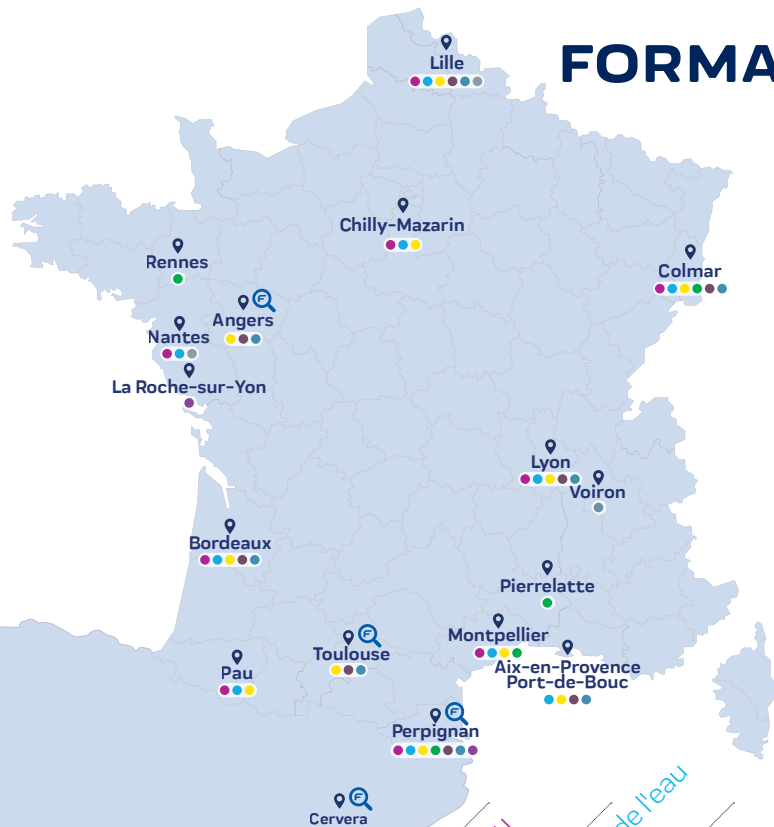 FORMA
Lille
Chilly-Mazarin
Rennes
Colmar
Angers
Nantes
La Roche-sur-Yon
Lyon
Voiron
Bordeaux
Pierrelatte
Montpellier
Toulouse
Aix-en-Provence
Port-de-Bouc
Pau
Perpignan
Cervera
de l'eau